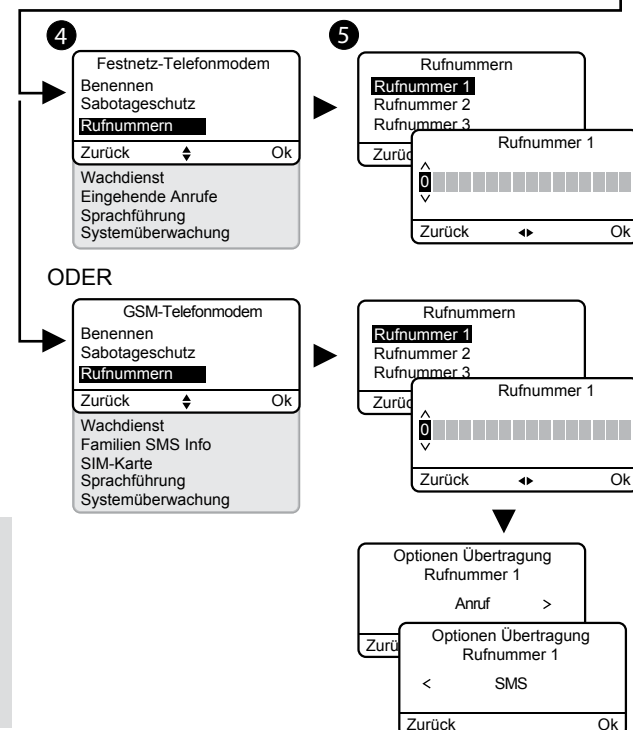 4
Festnetz-Telefonmodem
Benennen
Sabotageschutz
Rufnummern
Zurück Ok
Wachdienst
Eingehende Anrufe
Sprachführung
Systemüberwachung
5
Rufnummern
Rufnummer 1
Rufnummer 2
Rufnummer 3
Zurüc
Rufnummer 1
0
Zurück Ok
ODER
GSM-Telefonmodem
Benennen
Sabotageschutz
Rufnummern
Zurück Ok
Wachdienst
Familien SMS Info
SIM-Karte
Sprachführung
Systemüberwachung
Rufnummern
Rufnummer 1
Rufnummer 2
Rufnummer 3
Zurüc
Rufnummer 1
0
Zurück Ok
Optionen Übertragung
Rufnummer 1
Anruf >
Zurü
Optionen Übertragung
Rufnummer 1
< SMS
Zurück Ok